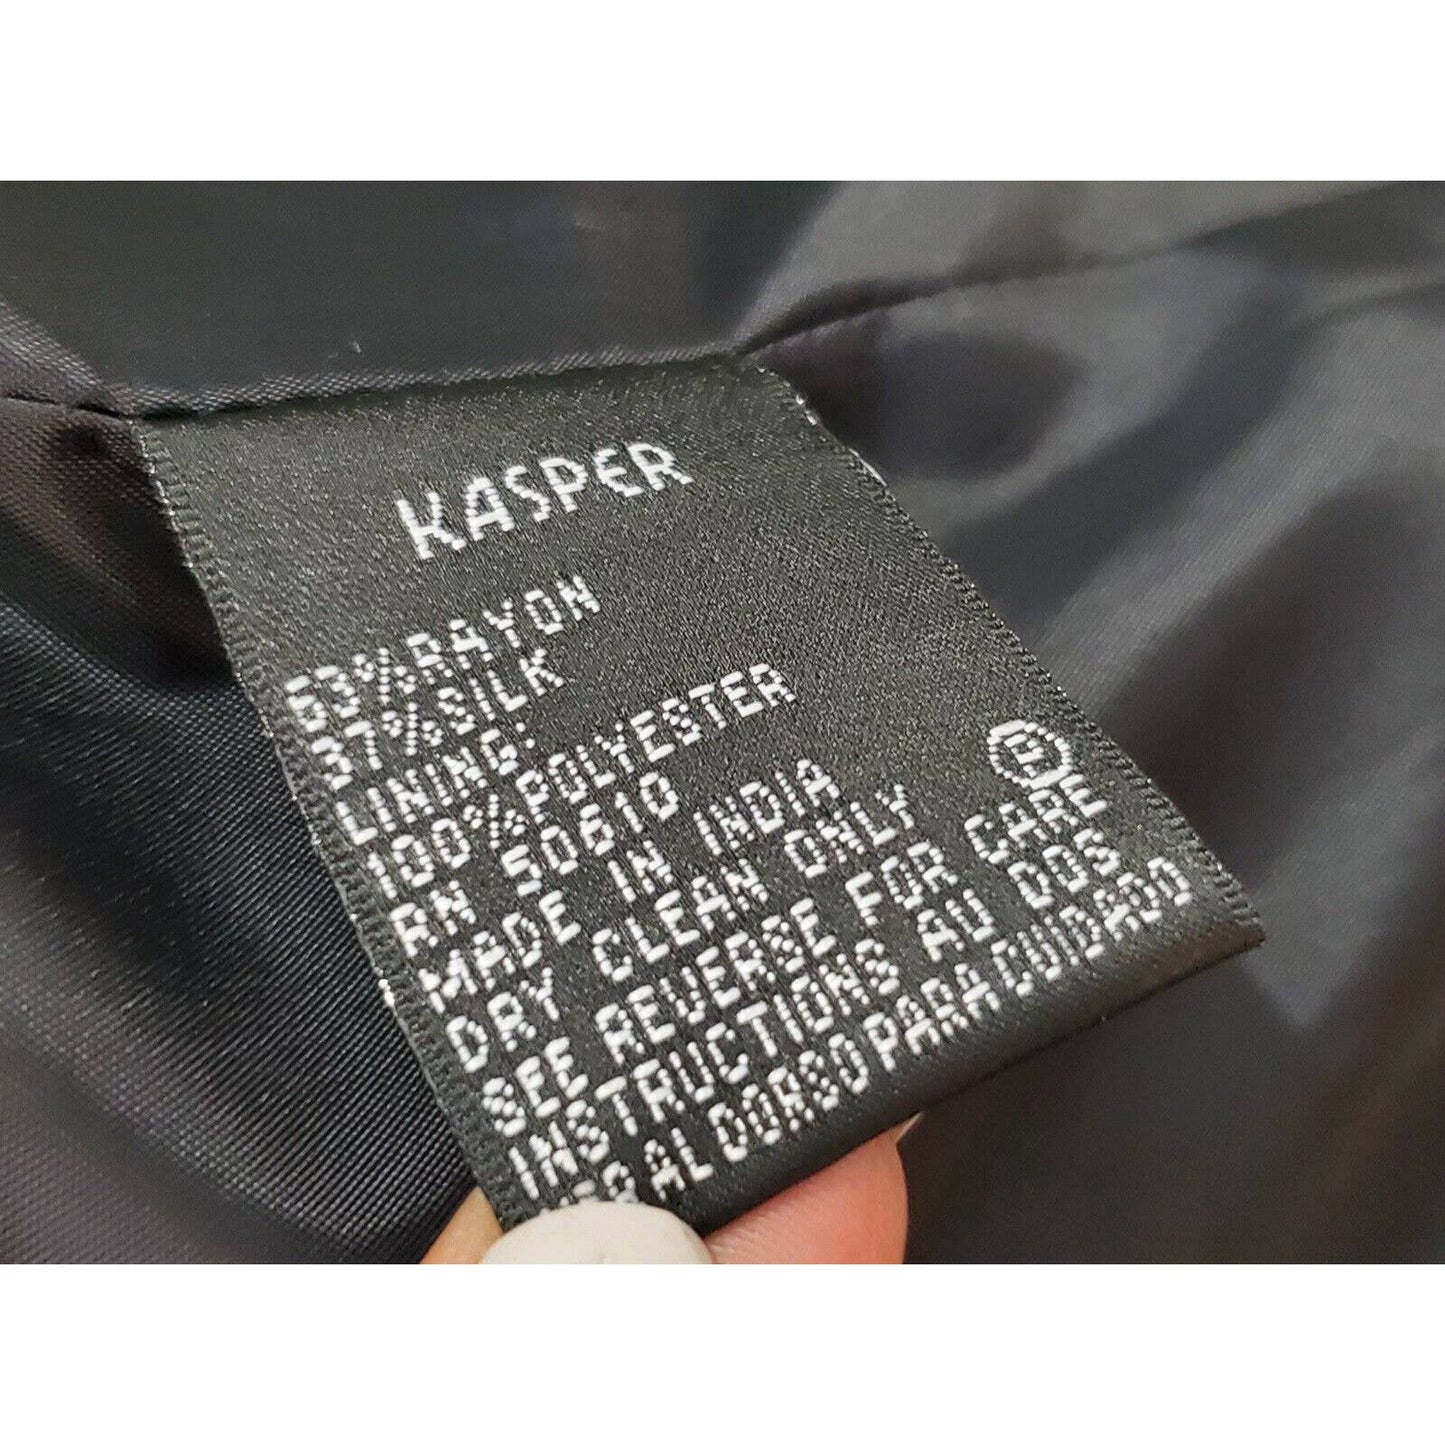 KASPER
63% RAYON
37% SILK
LINING:
100% POLYESTER
RN 50610
MADE IN INDIA
DRY CLEAN ONLY
SEE REVERSE FOR CARE
INSTRUCTIONS AU DOS
AL DORSO PARA CUIDADO
H